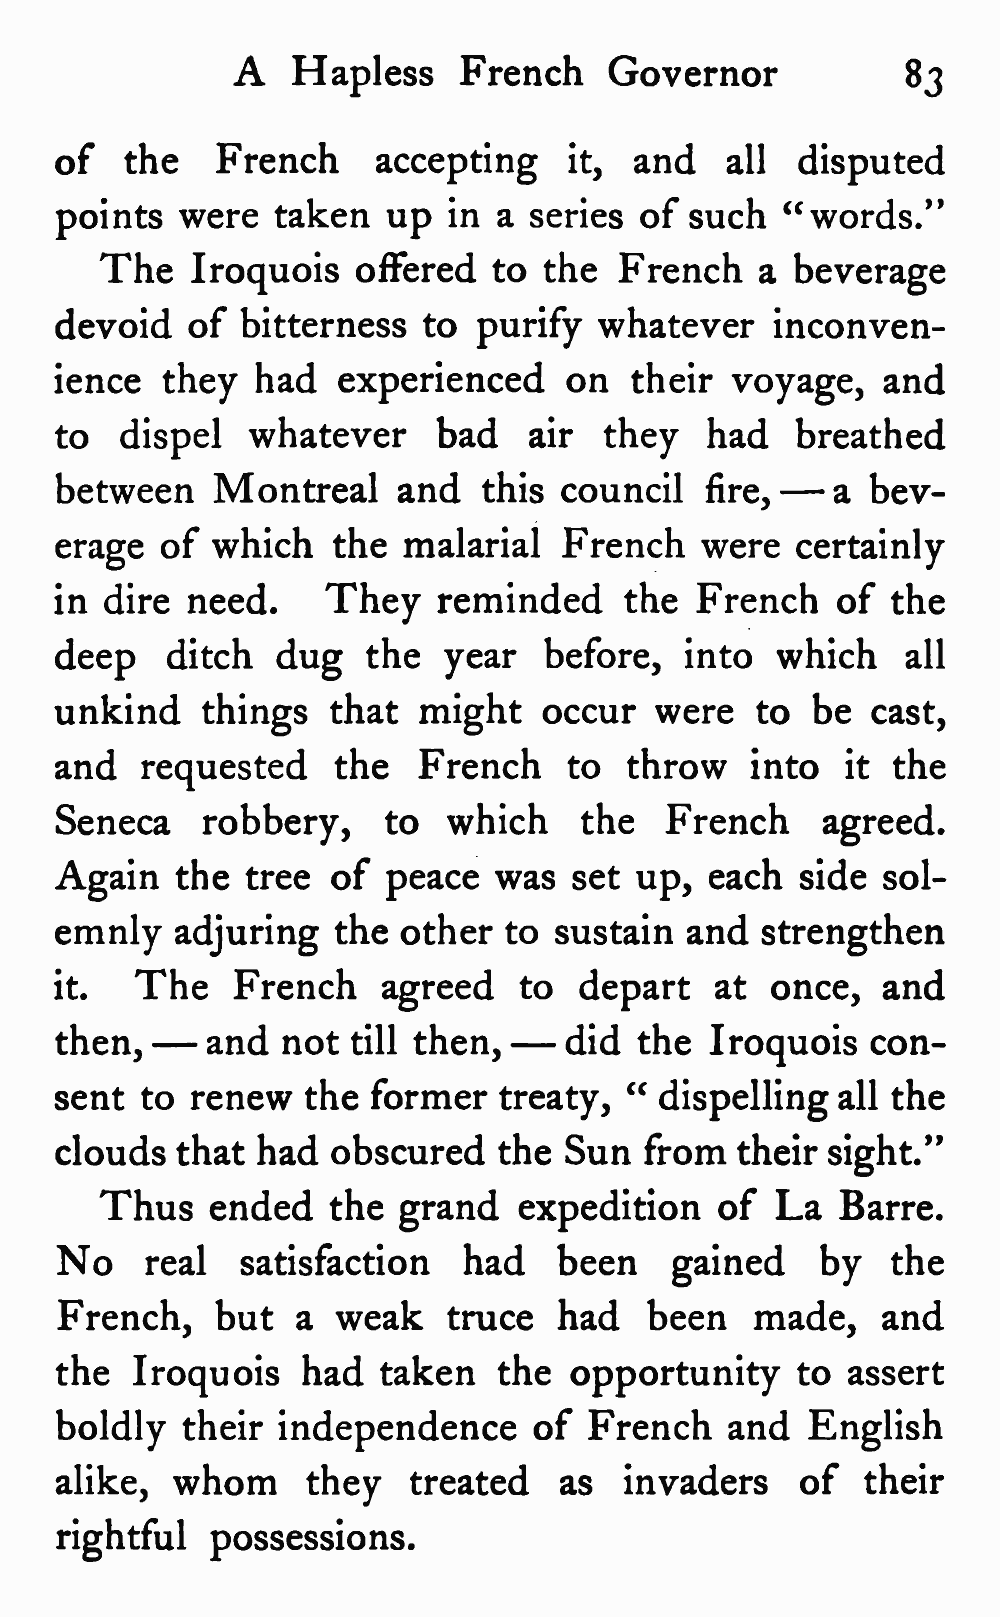 A Hapless French Governor 83
of the French accepting it, and all disputed
points were taken up in a series of such “words.”
The Iroquois offered to the French a beverage
devoid of bitterness to purify whatever inconven-
ience they had experienced on their voyage, and
to dispel whatever bad air they had breathed
between Montreal and this council fire, — a bev-
erage of which the malarial French were certainly
in dire need. They reminded the French of the
deep ditch dug the year before, into which all
unkind things that might occur were to be cast,
and requested the French to throw into it the
Seneca robbery, to which the French agreed.
Again the tree of peace was set up, each side sol-
emnly adjuring the other to sustain and strengthen
it. The French agreed to depart at once, and
then, — and not till then, — did the Iroquois con-
sent to renew the former treaty, “ dispelling all the
clouds that had obscured the Sun from their sight.”
Thus ended the grand expedition of La Barre.
No real satisfaction had been gained by the
French, but a weak truce had been made, and
the Iroquois had taken the opportunity to assert
boldly their independence of French and English
alike, whom they treated as invaders of their
rightful possessions.